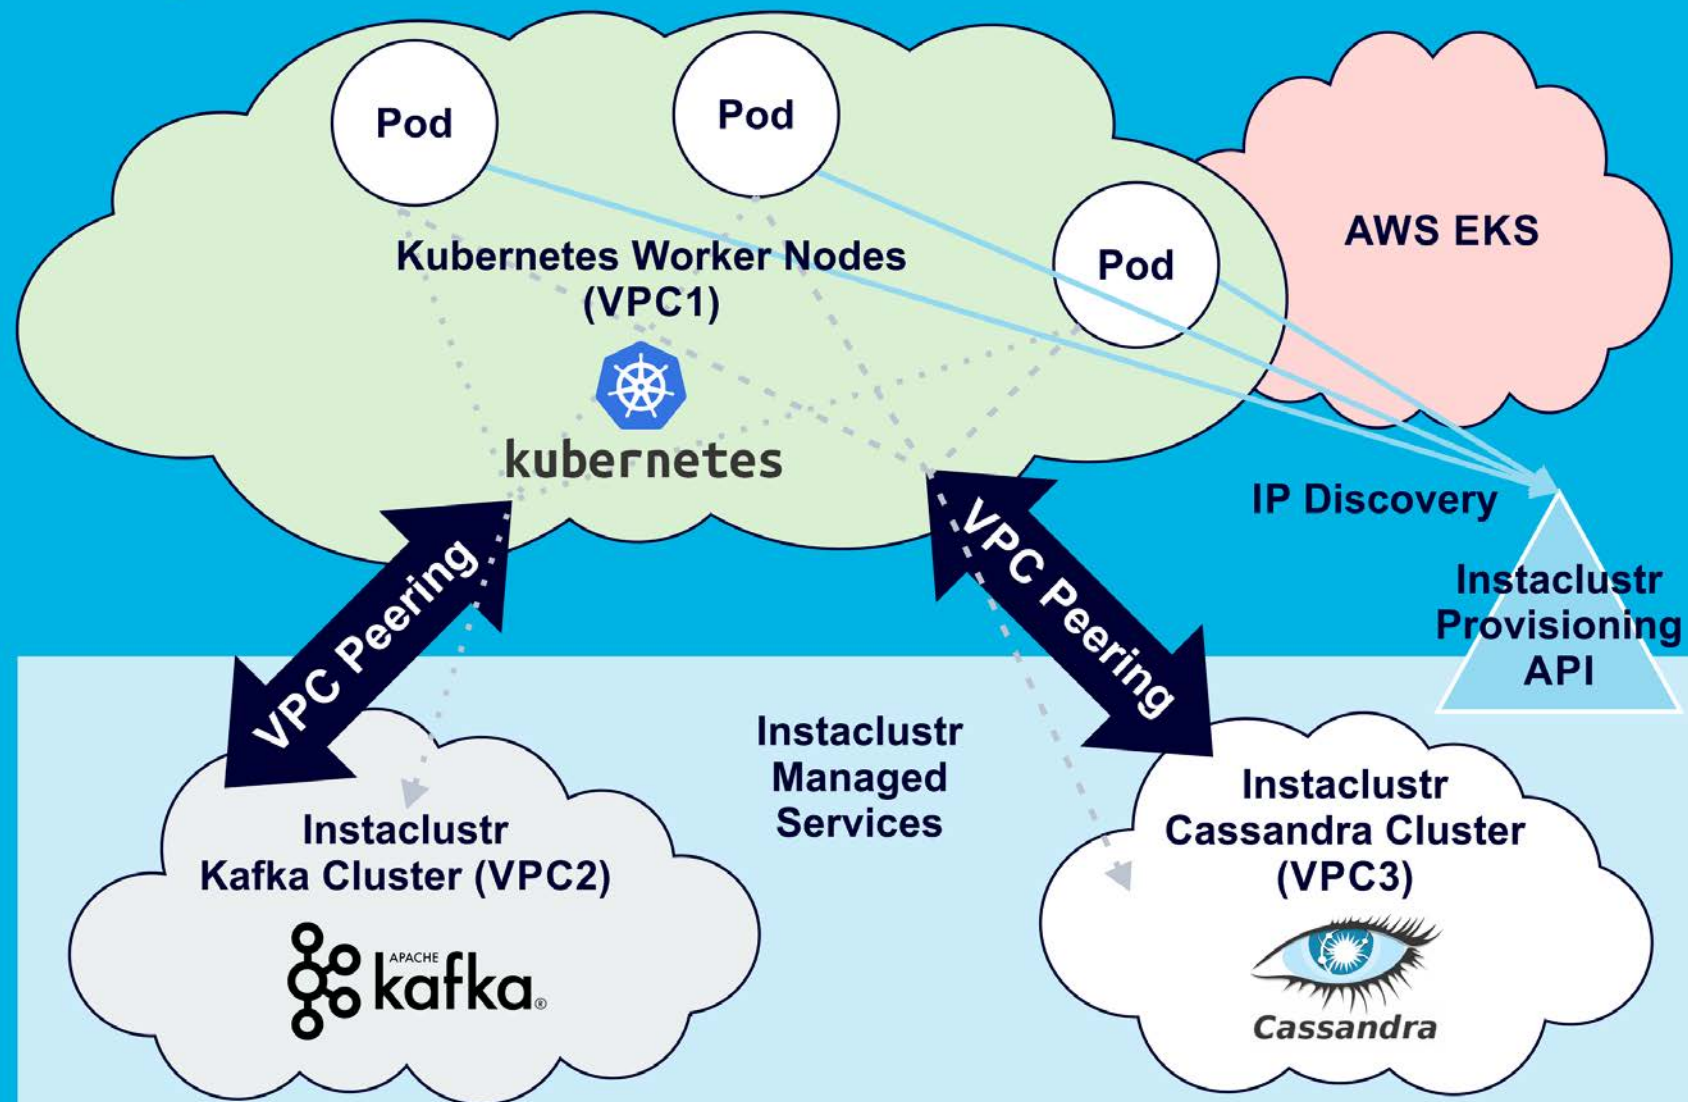 Pod
Pod
Pod
AWS EKS
Kubernetes Worker Nodes
(VPC1)
kubernetes
IP Discovery
VPC Peering
VPC Peering
Instaclustr
Provisioning
API
Instaclustr
Managed
Services
Instaclustr
Kafka Cluster (VPC2)
APACHE
kafka®
Instaclustr
Cassandra Cluster
(VPC3)
Cassandra